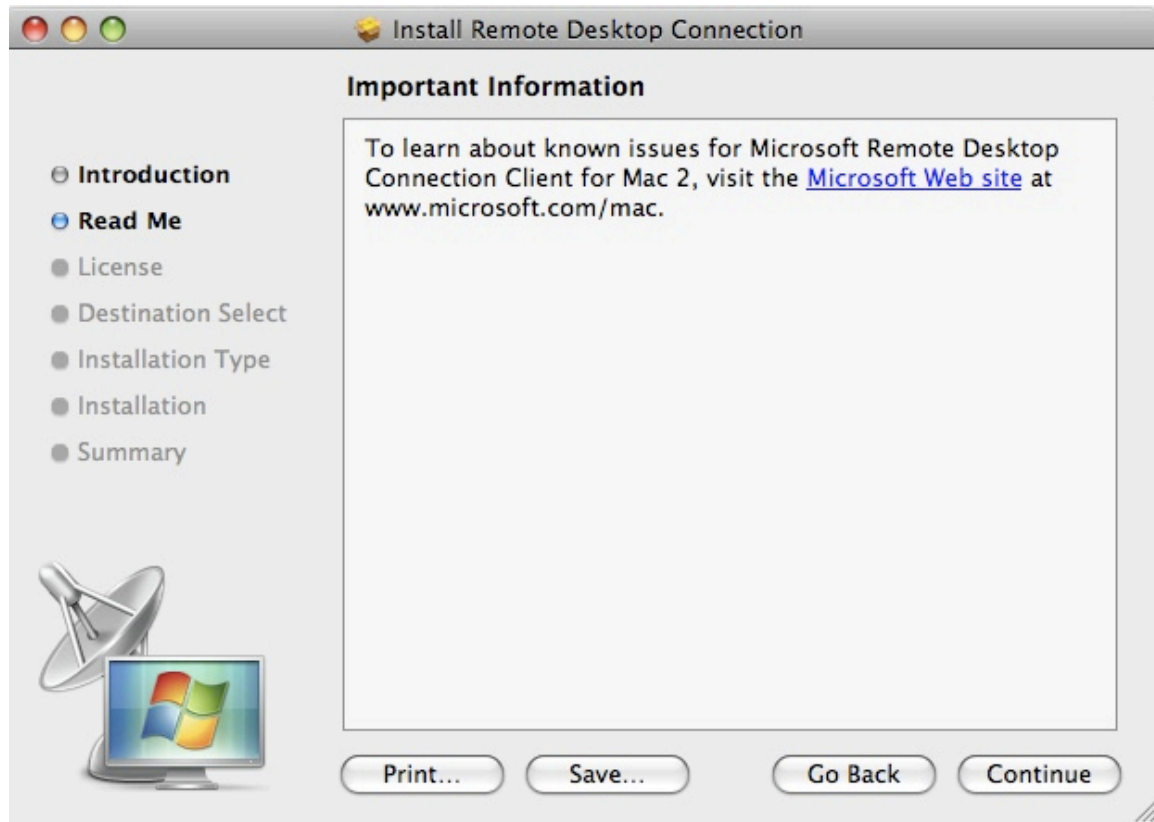 Install Remote Desktop Connection
Important Information
Introduction
Read Me
License
Destination Select
Installation Type
Installation
Summary
To learn about known issues for Microsoft Remote Desktop
Connection Client for Mac 2, visit the Microsoft Web site at
www.microsoft.com/mac.
Print...
Save...
Go Back
Continue